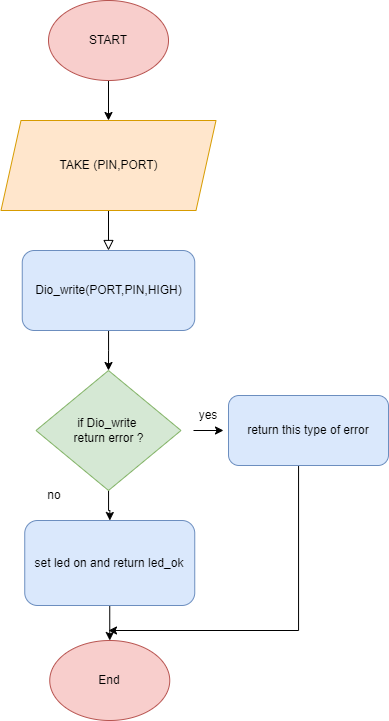 START
TAKE (PIN,PORT)
Dio_write(PORT,PIN,HIGH)
if Dio_write
return error ?
yes
return this type of error
no
set led on and return led_ok
End